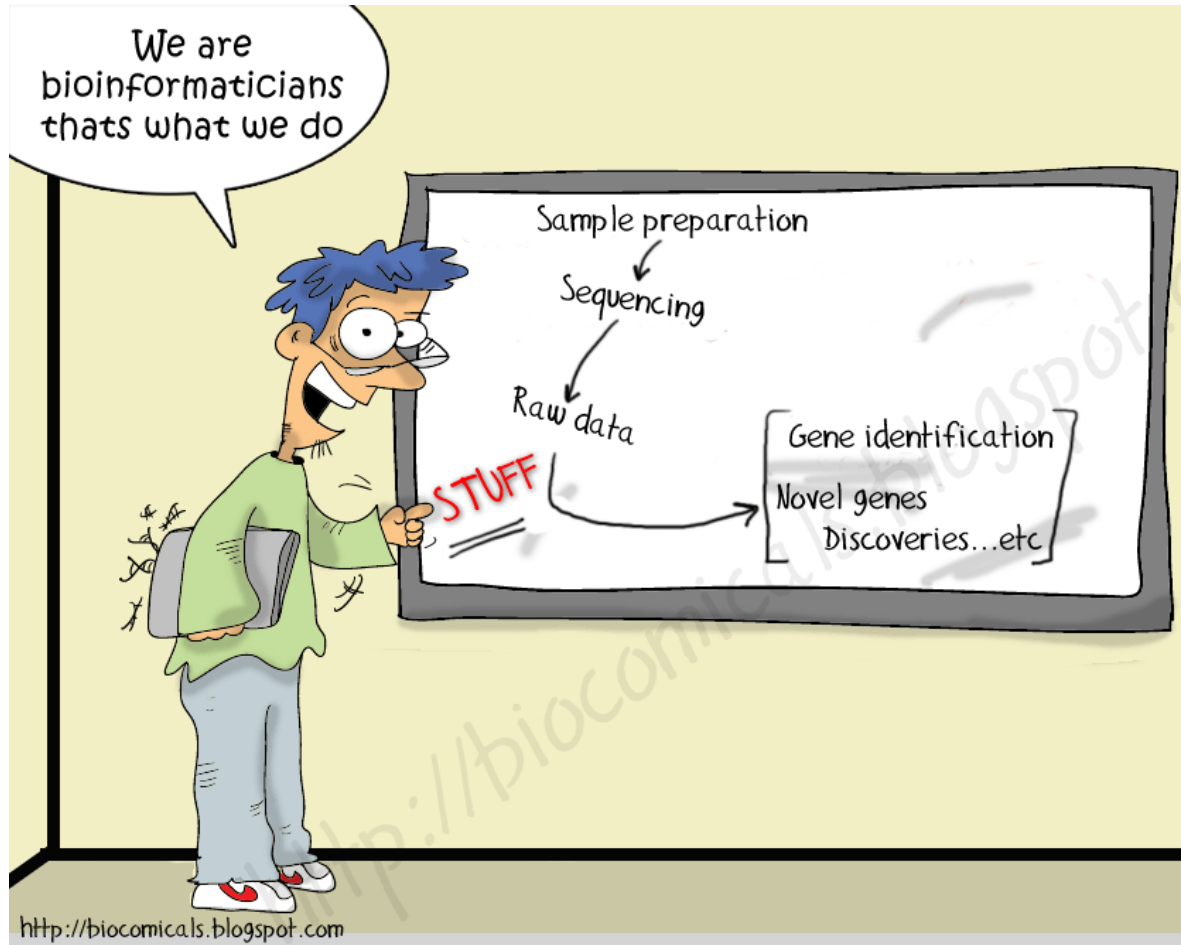 We are
bioinformaticians
thats what we do
Sample preparation
Sequencing
Raw data
STUFF
Gene identification
Novel genes
Discoveries...etc
http://biocomicals.blogspot.com
http://biocomicals.blogspot.c